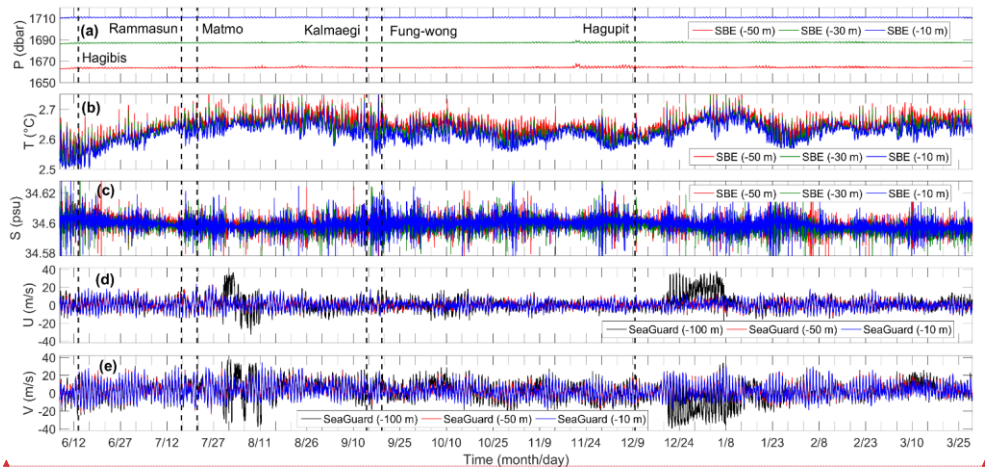 1710
(a)
Rammasun
Matmo
Kalmaegi
Fung-wong
Hagupit
SBE (-50 m)
SBE (-30 m)
SBE (-10 m)
P (dbar)
1690
1670
Hagibis
1650
(b)
2.7
T (°C)
2.6
2.5
SBE (-50 m)
SBE (-30 m)
SBE (-10 m)
(c)
34.62
SBE (-50 m)
SBE (-30 m)
SBE (-10 m)
S (psu)
34.6
34.58
40
(d)
20
U (m/s)
0
-20
SeaGuard (-100 m)
SeaGuard (-50 m)
SeaGuard (-10 m)
-40
40
(e)
20
V (m/s)
0
-20
SeaGuard (-100 m)
SeaGuard (-50 m)
SeaGuard (-10 m)
-40
6/12 6/27 7/12 7/27 8/11 8/26 9/10 9/25 10/10 10/25 11/9 11/24 12/9 12/24 1/8 1/23 2/8 2/23 3/10 3/25
Time (month/day)